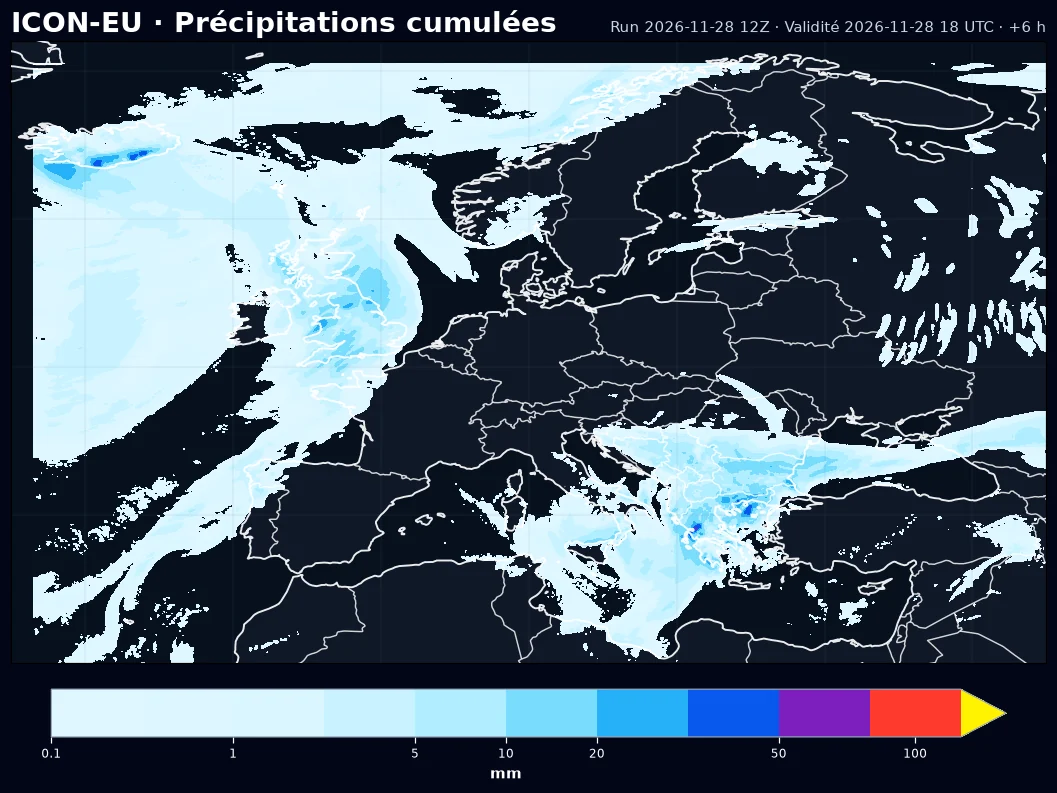 ICON-EU · Précipitations cumulées
Run 2026-11-28 12Z · Validité 2026-11-28 18 UTC · +6 h
0.1 1 5 10 20 50 100
mm